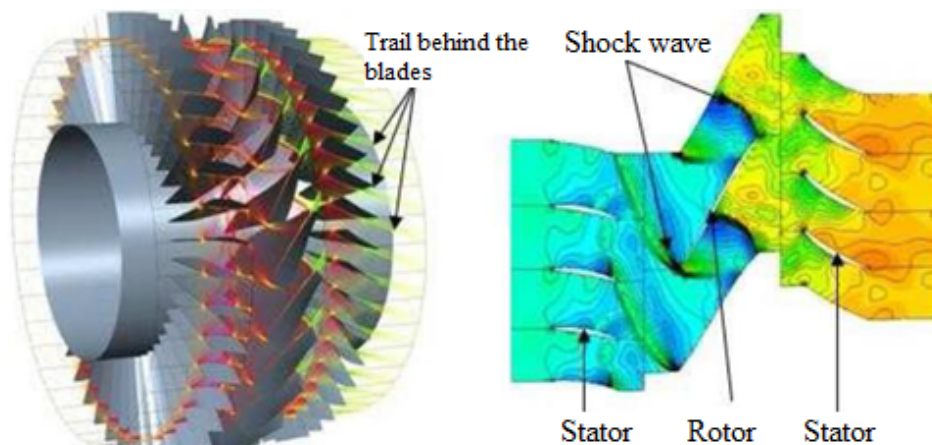 Trail behind the
blades
Shock wave
Stator
Rotor
Stator